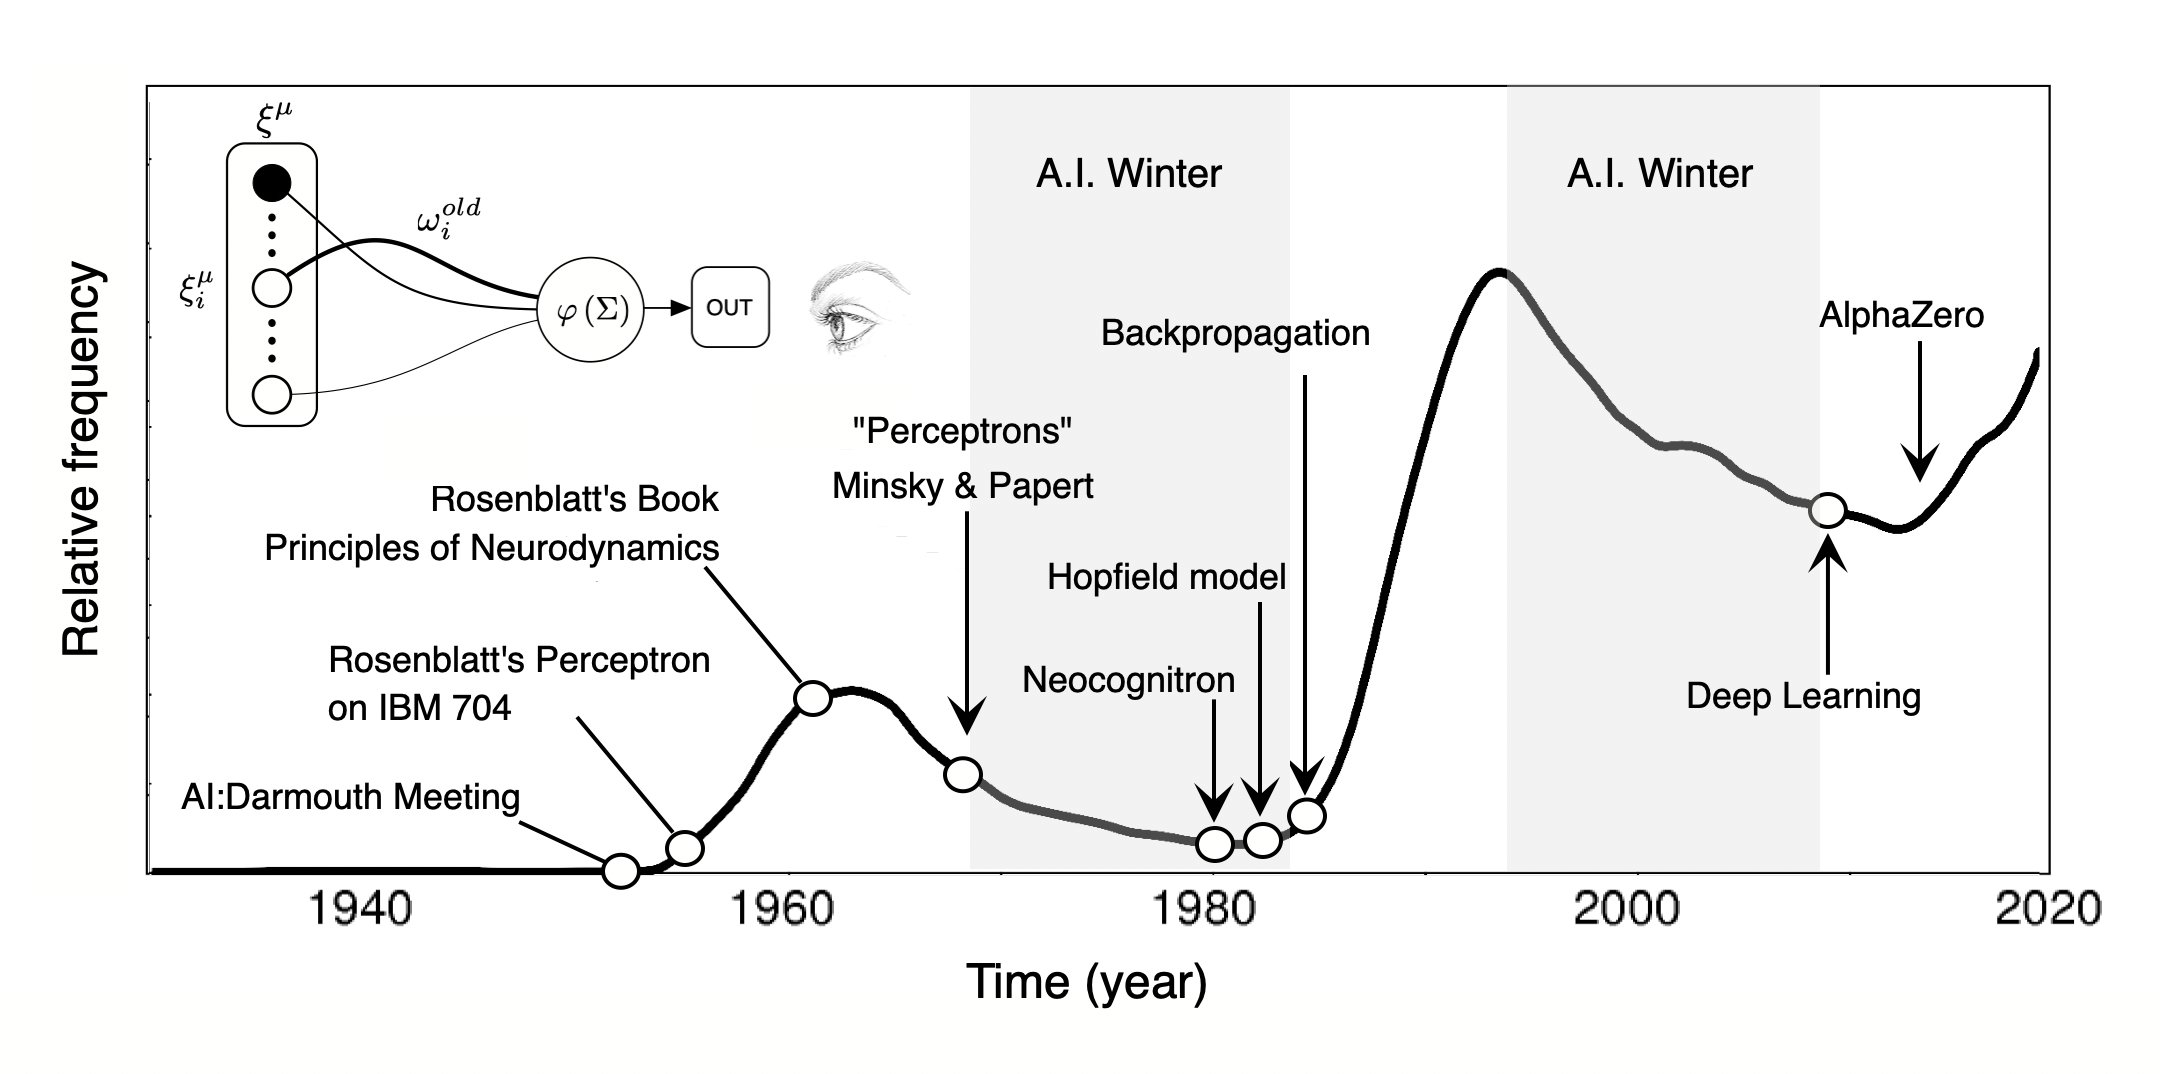 ξ^μ
A.I. Winter
A.I. Winter
ω_i^old
ξ_i^μ
φ (Σ)
OUT
AlphaZero
Backpropagation
"Perceptrons"
Minsky & Papert
Rosenblatt's Book
Principles of Neurodynamics
Hopfield model
Rosenblatt's Perceptron
on IBM 704
Neocognitron
Deep Learning
AI:Darmouth Meeting
Relative frequency
1940
1960
1980
2000
2020
Time (year)